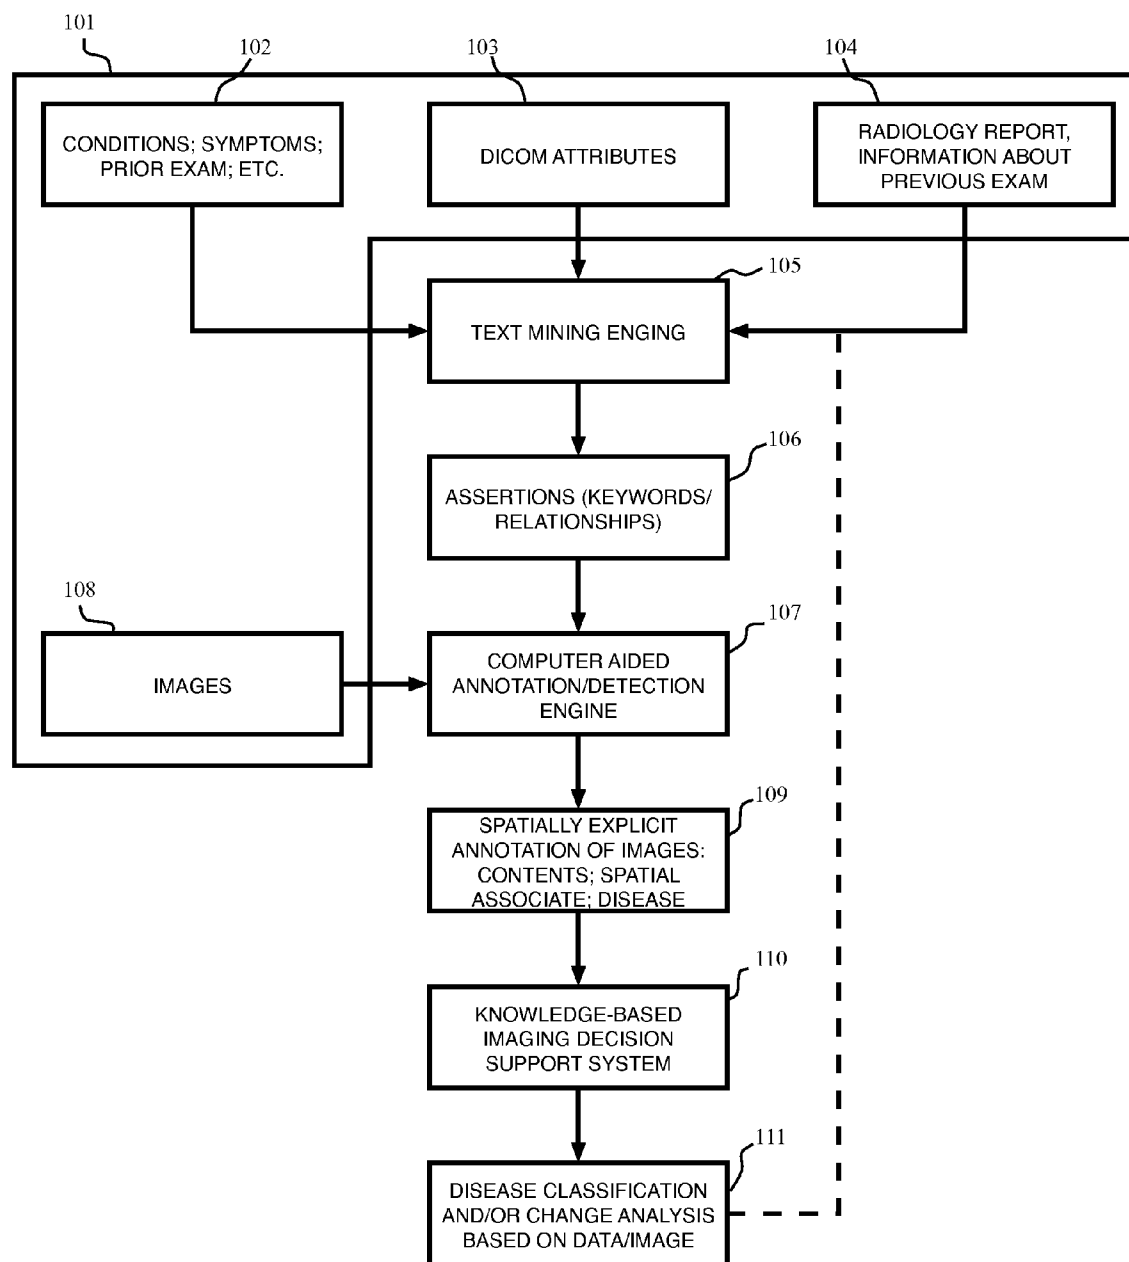 101
102
103
104
CONDITIONS; SYMPTOMS;
PRIOR EXAM; ETC.
DICOM ATTRIBUTES
RADIOLOGY REPORT,
INFORMATION ABOUT
PREVIOUS EXAM
105
TEXT MINING ENGING
106
ASSERTIONS (KEYWORDS/
RELATIONSHIPS)
108
107
IMAGES
COMPUTER AIDED
ANNOTATION/DETECTION
ENGINE
109
SPATIALLY EXPLICIT
ANNOTATION OF IMAGES:
CONTENTS; SPATIAL
ASSOCIATE; DISEASE
110
KNOWLEDGE-BASED
IMAGING DECISION
SUPPORT SYSTEM
111
DISEASE CLASSIFICATION
AND/OR CHANGE ANALYSIS
BASED ON DATA/IMAGE